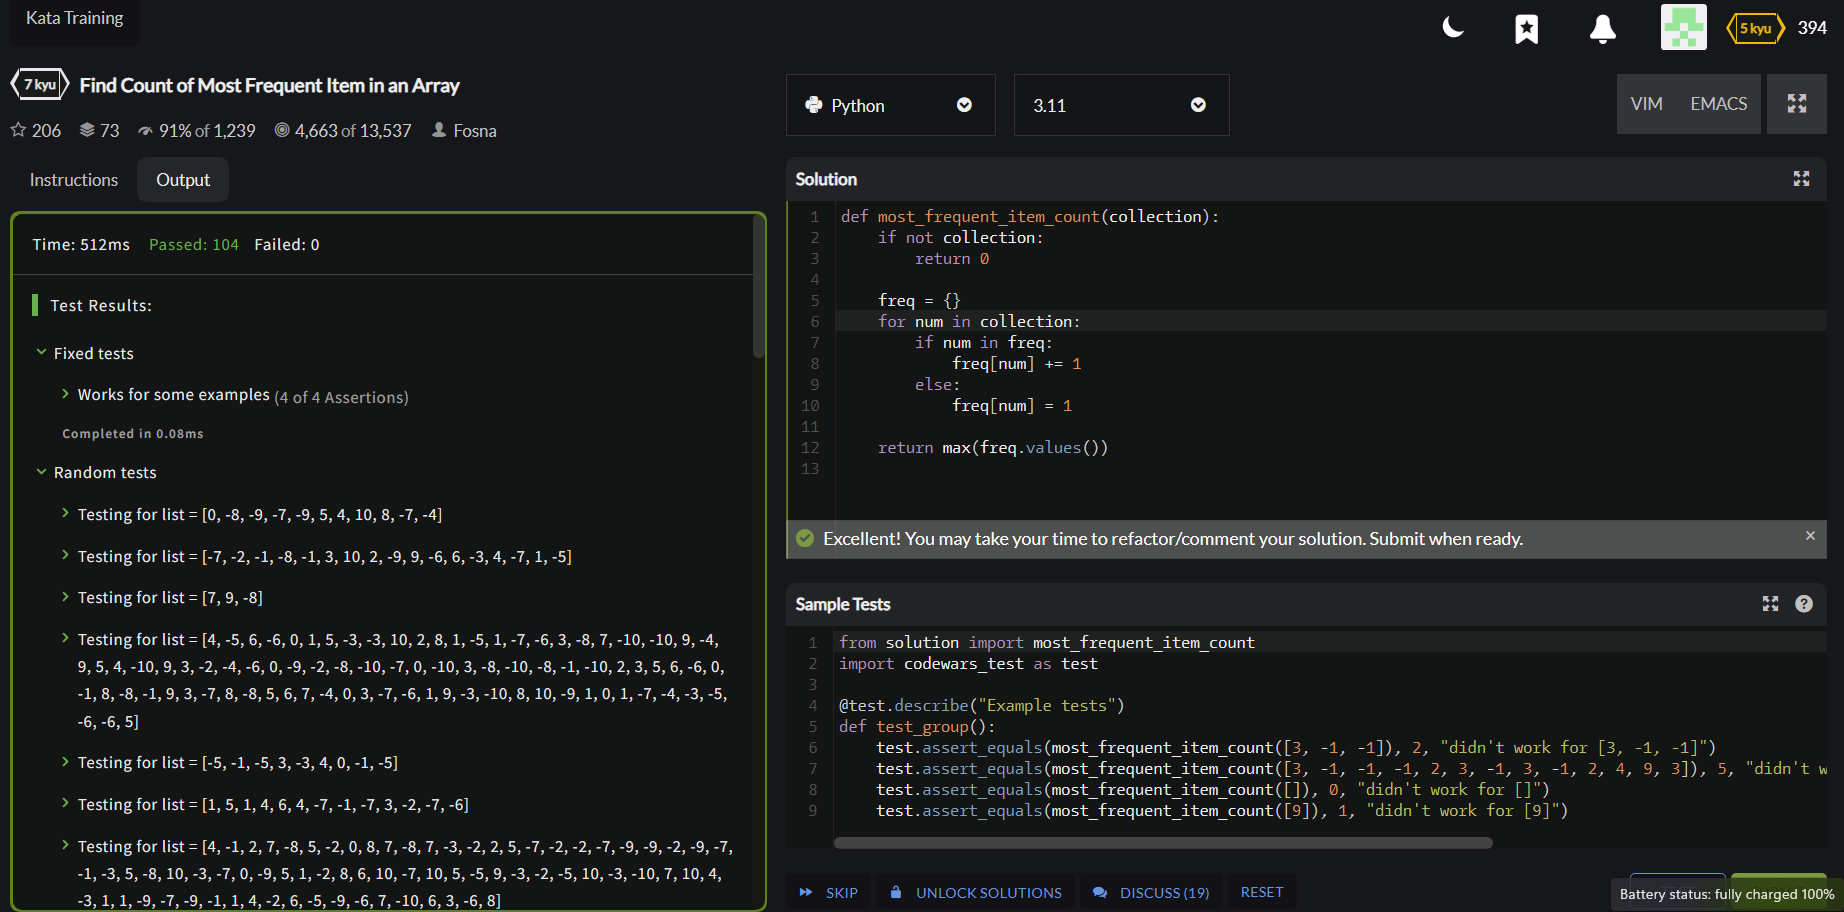 Kata Training
5 kyu 394
7 kyu Find Count of Most Frequent Item in an Array
206 73 91% of 1,239 4,663 of 13,537 Fosna
Instructions Output
Time: 512ms Passed: 104 Failed: 0
Test Results:
Fixed tests
Works for some examples (4 of 4 Assertions)
Completed in 0.08ms
Random tests
Testing for list = [0, -8, -9, -7, -9, 5, 4, 10, 8, -7, -4]
Testing for list = [-7, -2, -1, -8, -1, 3, 10, 2, -9, 9, -6, 6, -3, 4, -7, 1, -5]
Testing for list = [7, 9, -8]
Testing for list = [4, -5, 6, -6, 0, 1, 5, -3, -3, 10, 2, 8, 1, -5, 1, -7, -6, 3, -8, 7, -10, -10, 9, -4,
9, 5, 4, -10, 9, 3, -2, -4, -6, 0, -9, -2, -8, -10, -7, 0, -10, 3, -8, -10, -8, -1, -10, 2, 3, 5, 6, -6, 0,
-1, 8, -8, -1, 9, 3, -7, 8, -8, 5, 6, 7, -4, 0, 3, -7, -6, 1, 9, -3, -10, 8, 10, -9, 1, 0, 1, -7, -4, -3, -5,
-6, -6, 5]
Testing for list = [-5, -1, -5, 3, -3, 4, 0, -1, -5]
Testing for list = [1, 5, 1, 4, 6, 4, -7, -1, -7, 3, -2, -7, -6]
Testing for list = [4, -1, 2, 7, -8, 5, -2, 0, 8, 7, -8, 7, -3, -2, 2, 5, -7, -2, -2, -7, -9, -9, -2, -9, -7,
-1, -3, 5, -8, 10, -3, -7, 0, -9, 5, 1, -2, 8, 6, 10, -7, 10, 5, -5, 9, -3, -2, -5, 10, -3, -10, 7, 10, 4,
-3, 1, 1, -9, -7, -9, -1, 1, 4, -2, 6, -5, -9, -6, 7, -10, 6, 3, -6, 8]
Python 3.11 VIM EMACS
Solution
1 def most_frequent_item_count(collection):
2     if not collection:
3         return 0
4
5     freq = {}
6     for num in collection:
7         if num in freq:
8             freq[num] += 1
9         else:
10             freq[num] = 1
11
12     return max(freq.values())
13
Excellent! You may take your time to refactor/comment your solution. Submit when ready. ×
Sample Tests ?
1 from solution import most_frequent_item_count
2 import codewars_test as test
3
4 @test.describe("Example tests")
5 def test_group():
6     test.assert_equals(most_frequent_item_count([3, -1, -1]), 2, "didn't work for [3, -1, -1]")
7     test.assert_equals(most_frequent_item_count([3, -1, -1, -1, 2, 3, -1, 3, -1, 2, 4, 9, 3]), 5, "didn't w
8     test.assert_equals(most_frequent_item_count([]), 0, "didn't work for []")
9     test.assert_equals(most_frequent_item_count([9]), 1, "didn't work for [9]")
SKIP UNLOCK SOLUTIONS DISCUSS (19) RESET
Battery status: fully charged 100%